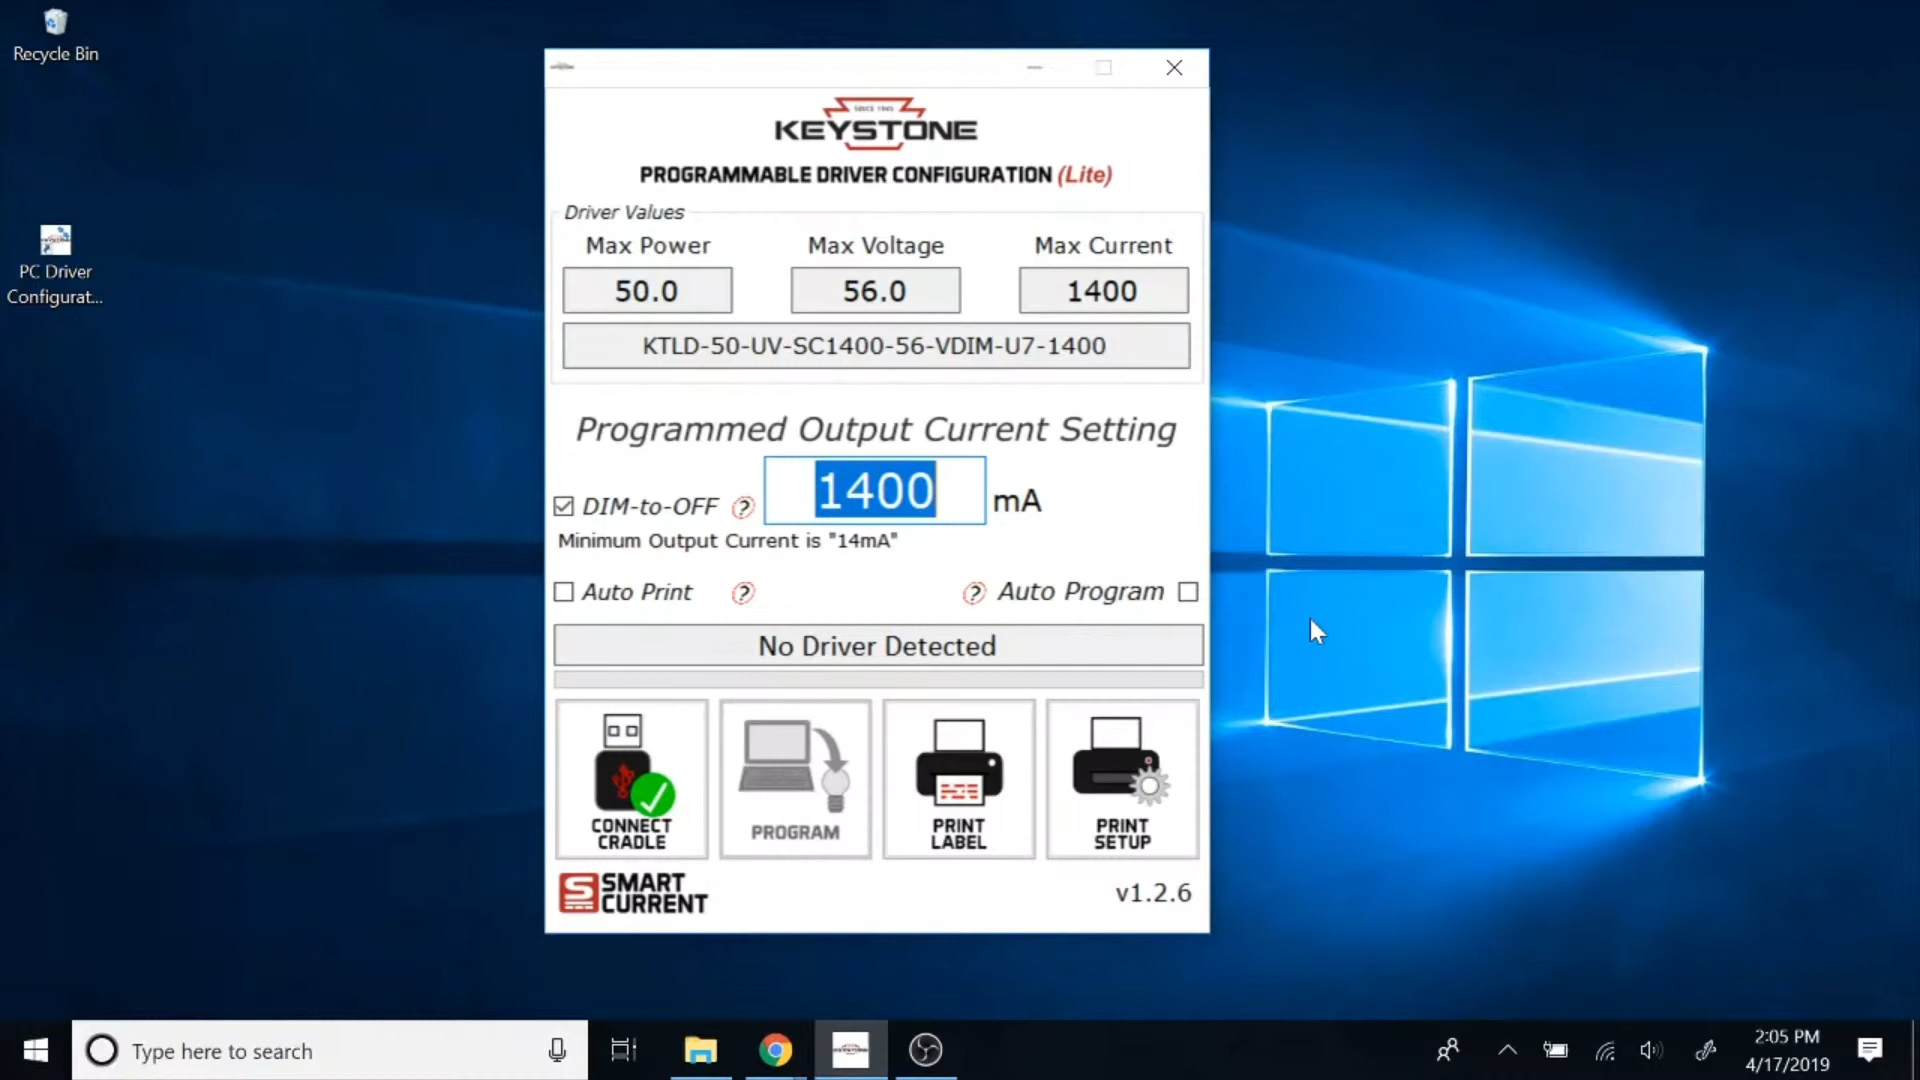 Recycle Bin
PC Driver
Configurat...
SINCE 1945
KEYSTONE
PROGRAMMABLE DRIVER CONFIGURATION (Lite)
Driver Values
Max Power
Max Voltage
Max Current
50.0
56.0
1400
KTLD-50-UV-SC1400-56-VDIM-U7-1400
Programmed Output Current Setting
DIM-to-OFF ?
1400 mA
Minimum Output Current is "14mA"
Auto Print ?
? Auto Program
No Driver Detected
CONNECT
CRADLE
PROGRAM
PRINT
LABEL
PRINT
SETUP
SMART
CURRENT
v1.2.6
Type here to search
KEYSTONE
2:05 PM
4/17/2019